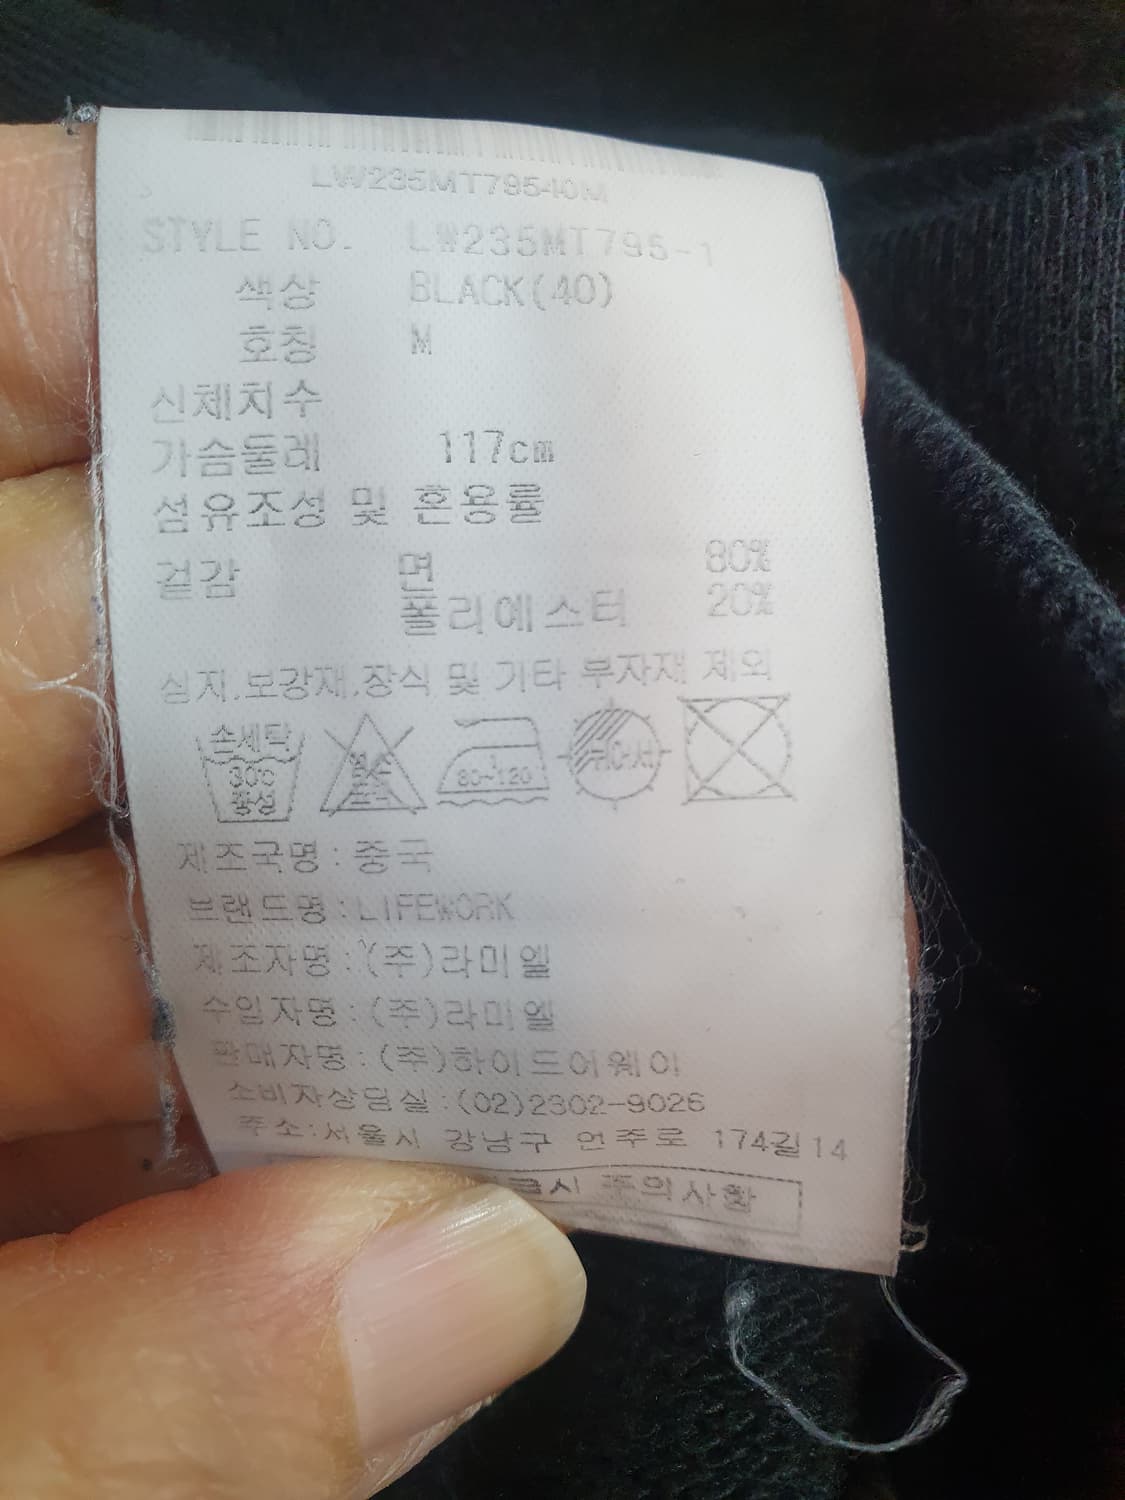 LW235MT79540M
STYLE NO. LW235MT795-1
색상 BLACK(40)
호칭 M
신체치수
가슴둘레 117cm
섬유조성 및 혼용률
겉감 면 80%
폴리에스터 20%
심지,보강재,장식 및 기타 부자재 제외
손세탁
30℃
중성
80~120
뉘어서
제조국명:중국
브랜드명:LIFEWORK
제조자명:(주)라미엘
수입자명:(주)라미엘
판매자명:(주)하이드어웨이
소비자상담실:(02)2302-9026
주소:서울시 강남구 언주로 174길14
주의사항